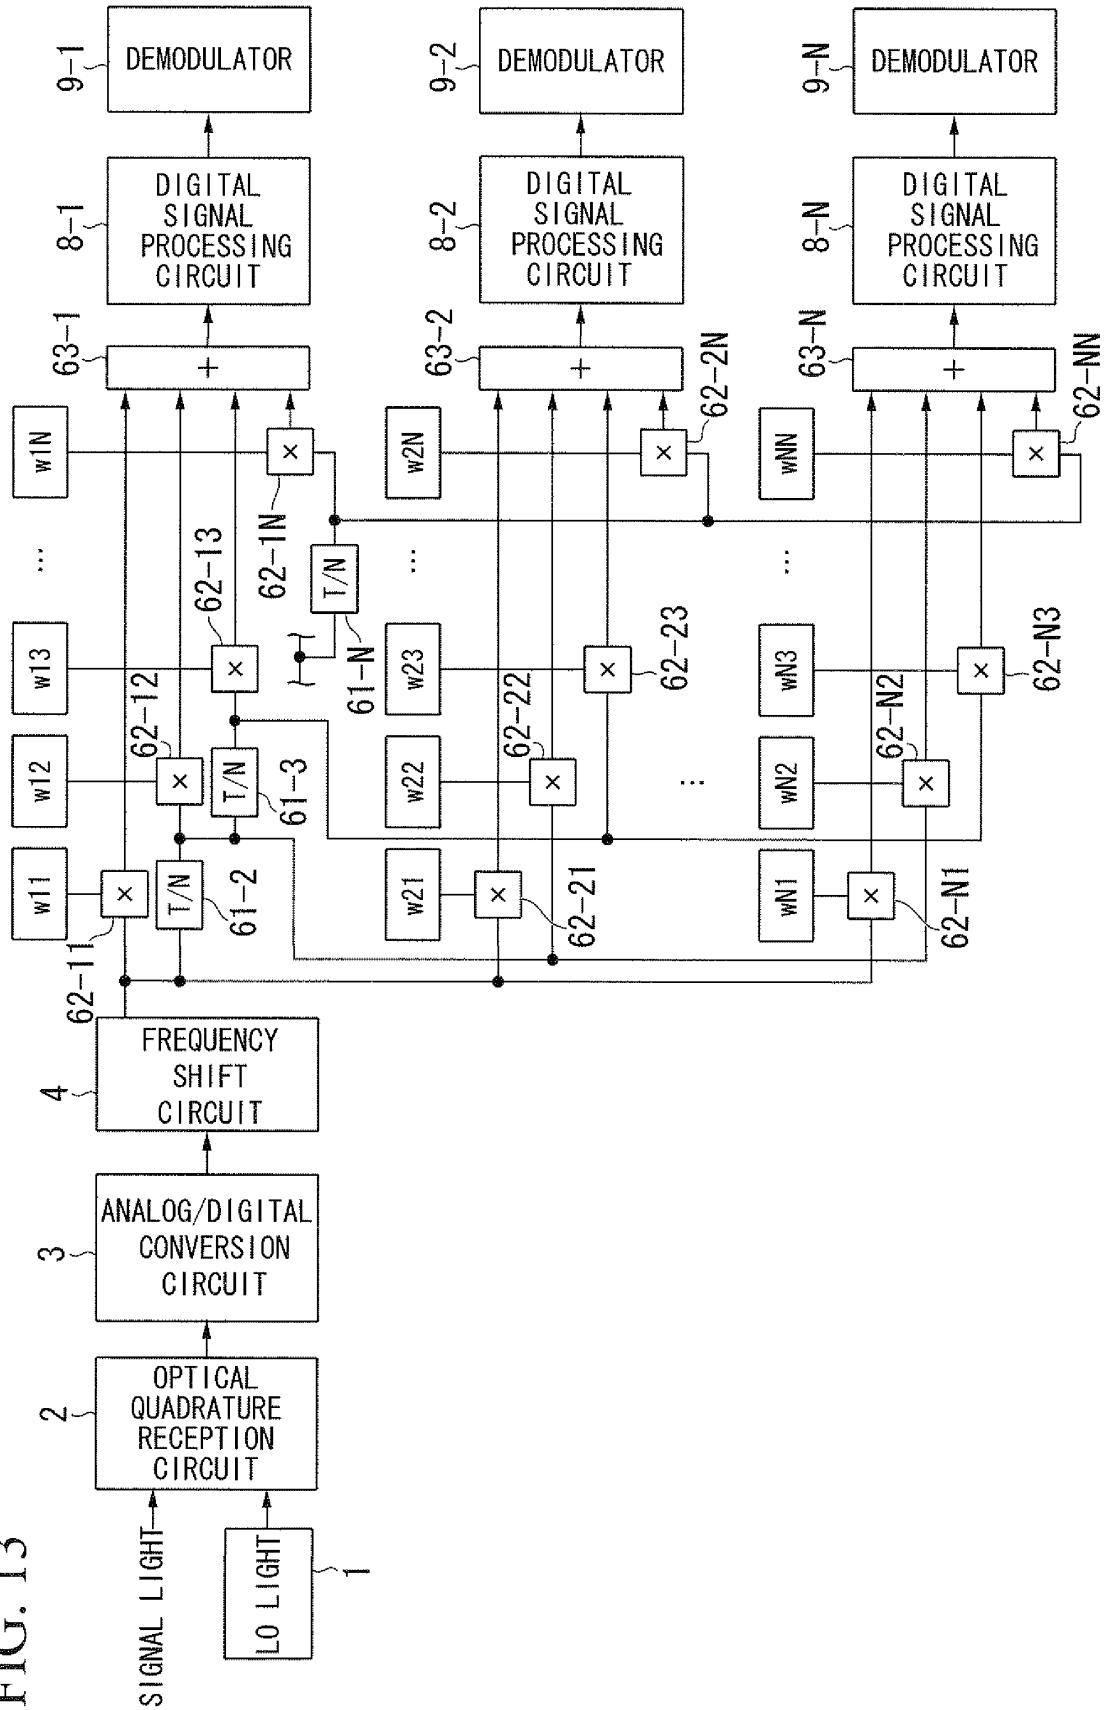 FIG. 13
SIGNAL LIGHT
LO LIGHT
1
2
OPTICAL
QUADRATURE
RECEPTION
CIRCUIT
3
ANALOG/DIGITAL
CONVERSION
CIRCUIT
4
FREQUENCY
SHIFT
CIRCUIT
w11
w12
w13
...
w1N
62-11
×
62-12
×
62-13
×
62-1N
×
T/N
61-2
T/N
61-3
T/N
61-N
63-1
+
8-1
DIGITAL
SIGNAL
PROCESSING
CIRCUIT
9-1
DEMODULATOR
w21
w22
w23
...
w2N
62-21
×
62-22
×
62-23
×
62-2N
×
63-2
+
8-2
DIGITAL
SIGNAL
PROCESSING
CIRCUIT
9-2
DEMODULATOR
...
wN1
wN2
wN3
...
wNN
62-N1
×
62-N2
×
62-N3
×
62-NN
×
63-N
+
8-N
DIGITAL
SIGNAL
PROCESSING
CIRCUIT
9-N
DEMODULATOR